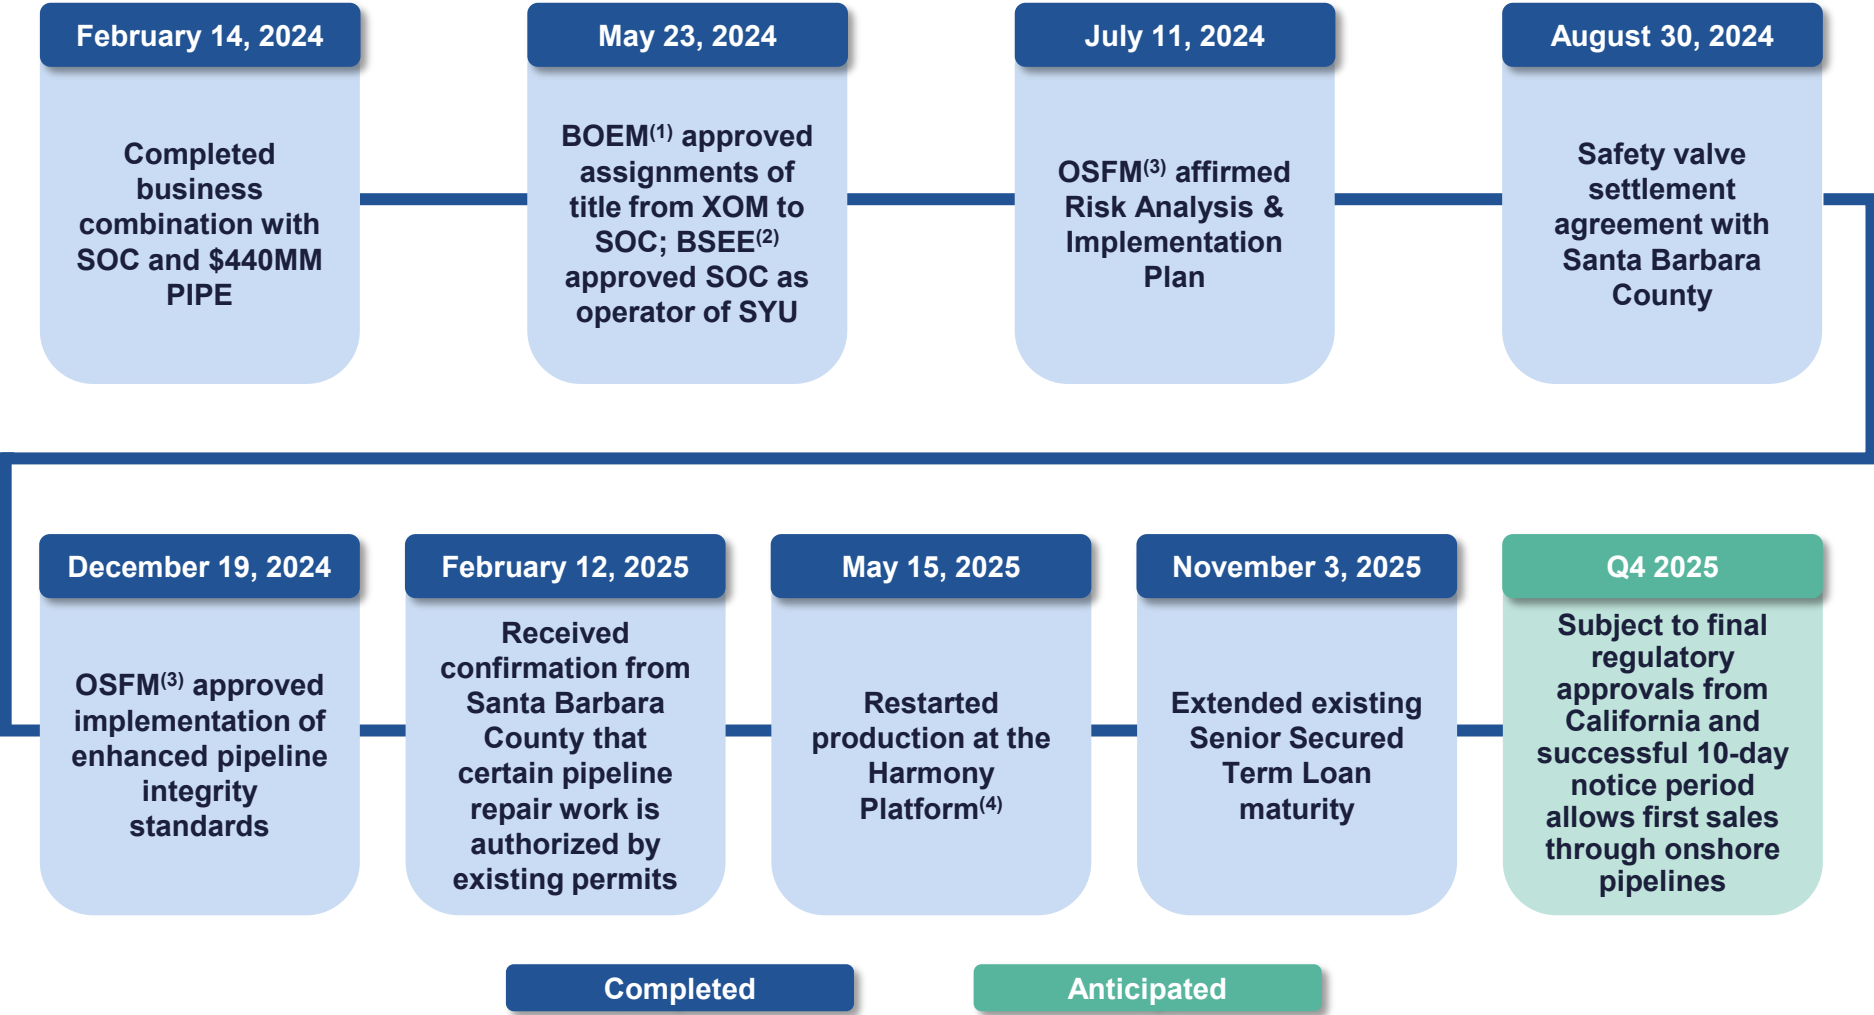 February 14, 2024
Completed
business
combination with
SOC and $440MM
PIPE
May 23, 2024
BOEM(1) approved
assignments of
title from XOM to
SOC; BSEE(2)
approved SOC as
operator of SYU
July 11, 2024
OSFM(3) affirmed
Risk Analysis &
Implementation
Plan
August 30, 2024
Safety valve
settlement
agreement with
Santa Barbara
County
December 19, 2024
OSFM(3) approved
implementation of
enhanced pipeline
integrity
standards
February 12, 2025
Received
confirmation from
Santa Barbara
County that
certain pipeline
repair work is
authorized by
existing permits
May 15, 2025
Restarted
production at the
Harmony
Platform(4)
November 3, 2025
Extended existing
Senior Secured
Term Loan
maturity
Q4 2025
Subject to final
regulatory
approvals from
California and
successful 10-day
notice period
allows first sales
through onshore
pipelines
Completed
Anticipated